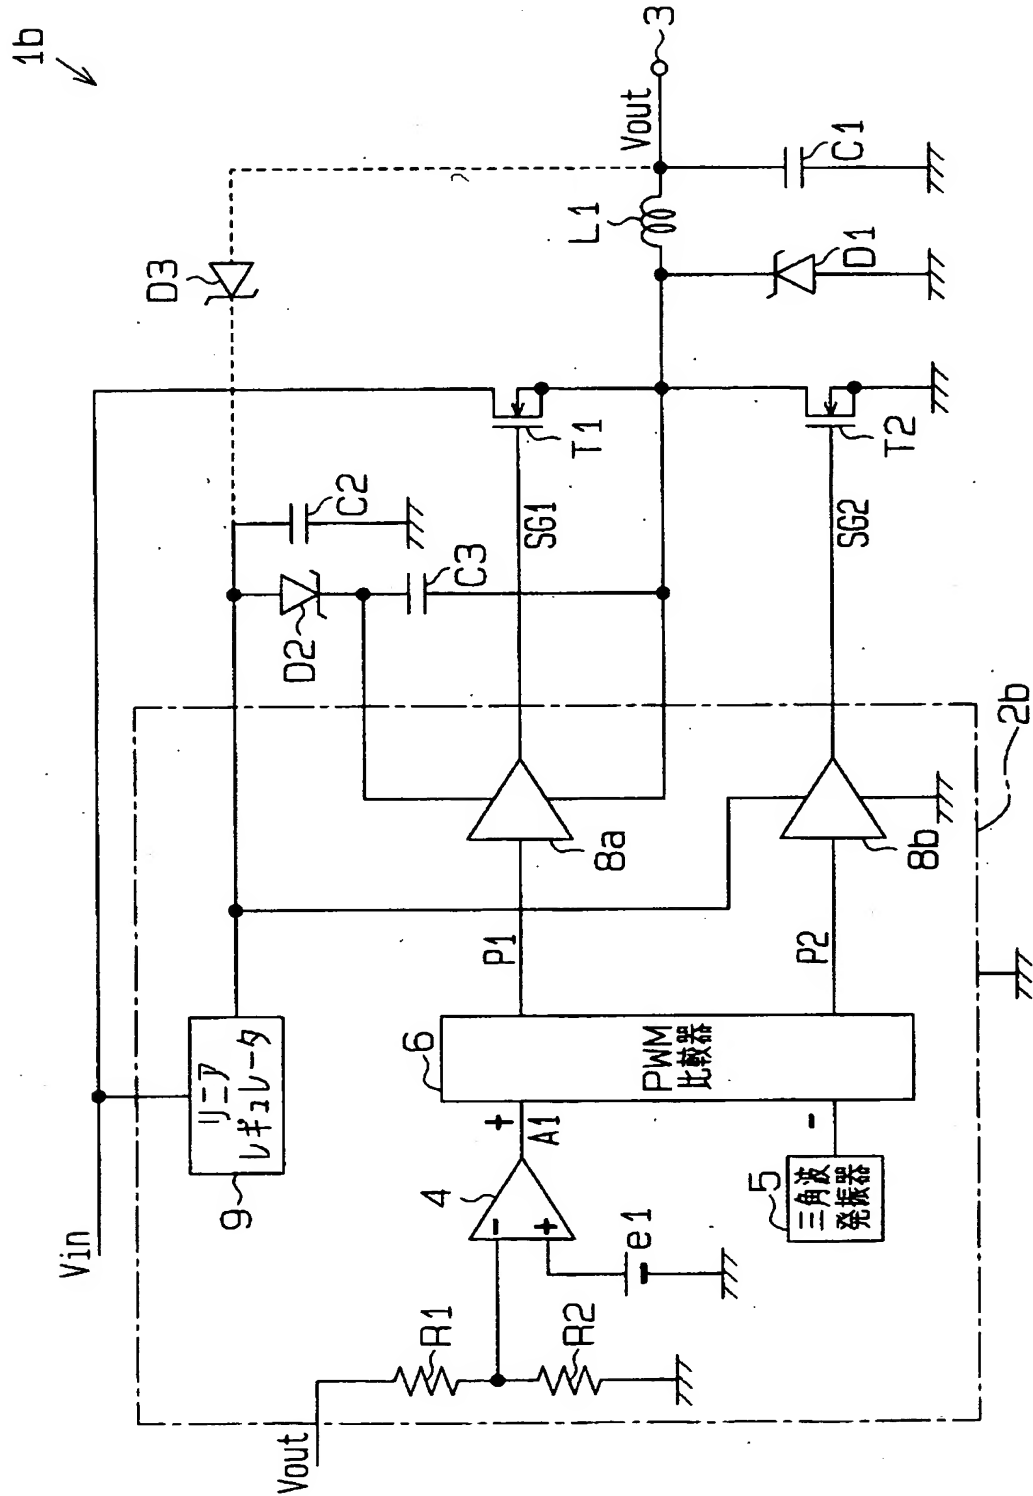 1b
Vin
リニア
レギュレータ
9
D3
D2
C2
C3
T1
SG1
L1
Vout
3
D1
C1
8a
P1
6
PWM
比較器
+
A1
-
4
-
+
e1
Vout
R1
R2
5
三角波
発振器
P2
8b
SG2
T2
2b